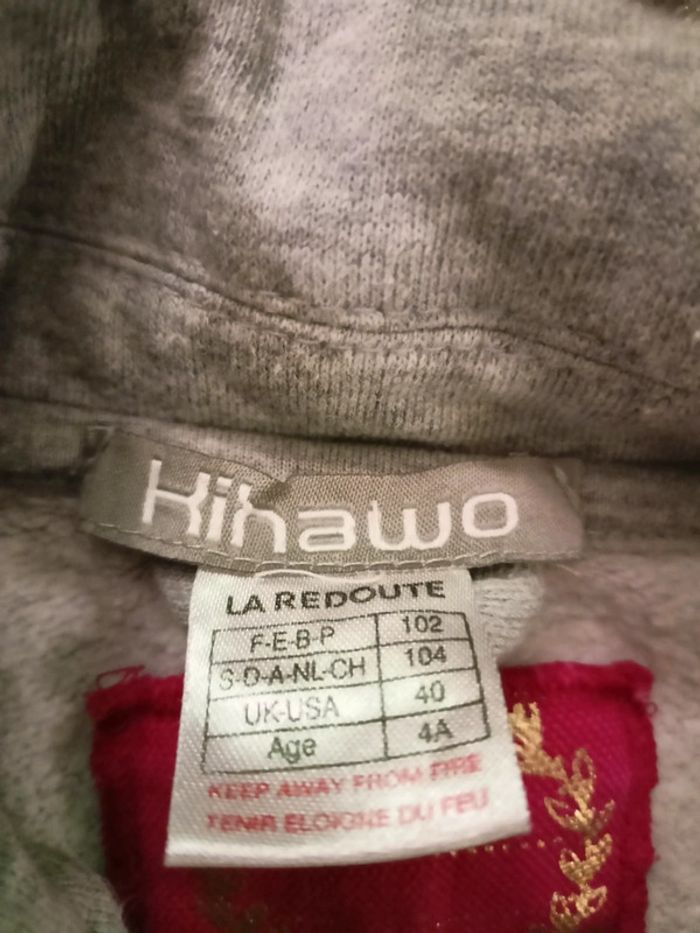 Kihawo
LA REDOUTE
F-E-B-P 102
S-D-A-NL-CH 104
UK-USA 40
Age 4A
KEEP AWAY FROM FIRE
TENIR ELOIGNE DU FEU